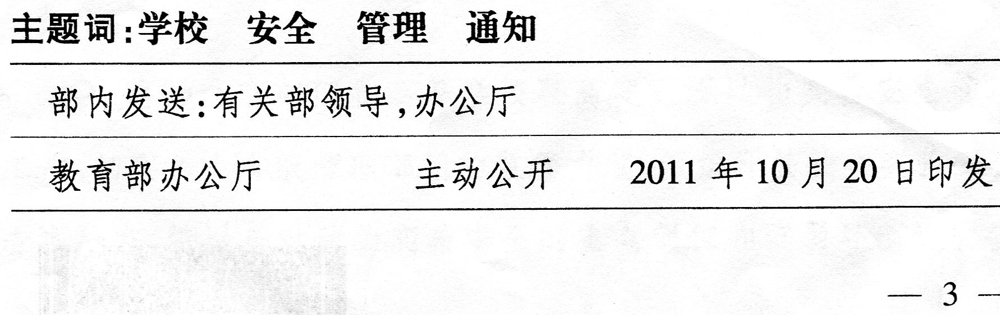 主题词:学校 安全 管理 通知
部内发送:有关部领导,办公厅
教育部办公厅 主动公开 2011 年 10 月 20 日印发
— 3 —